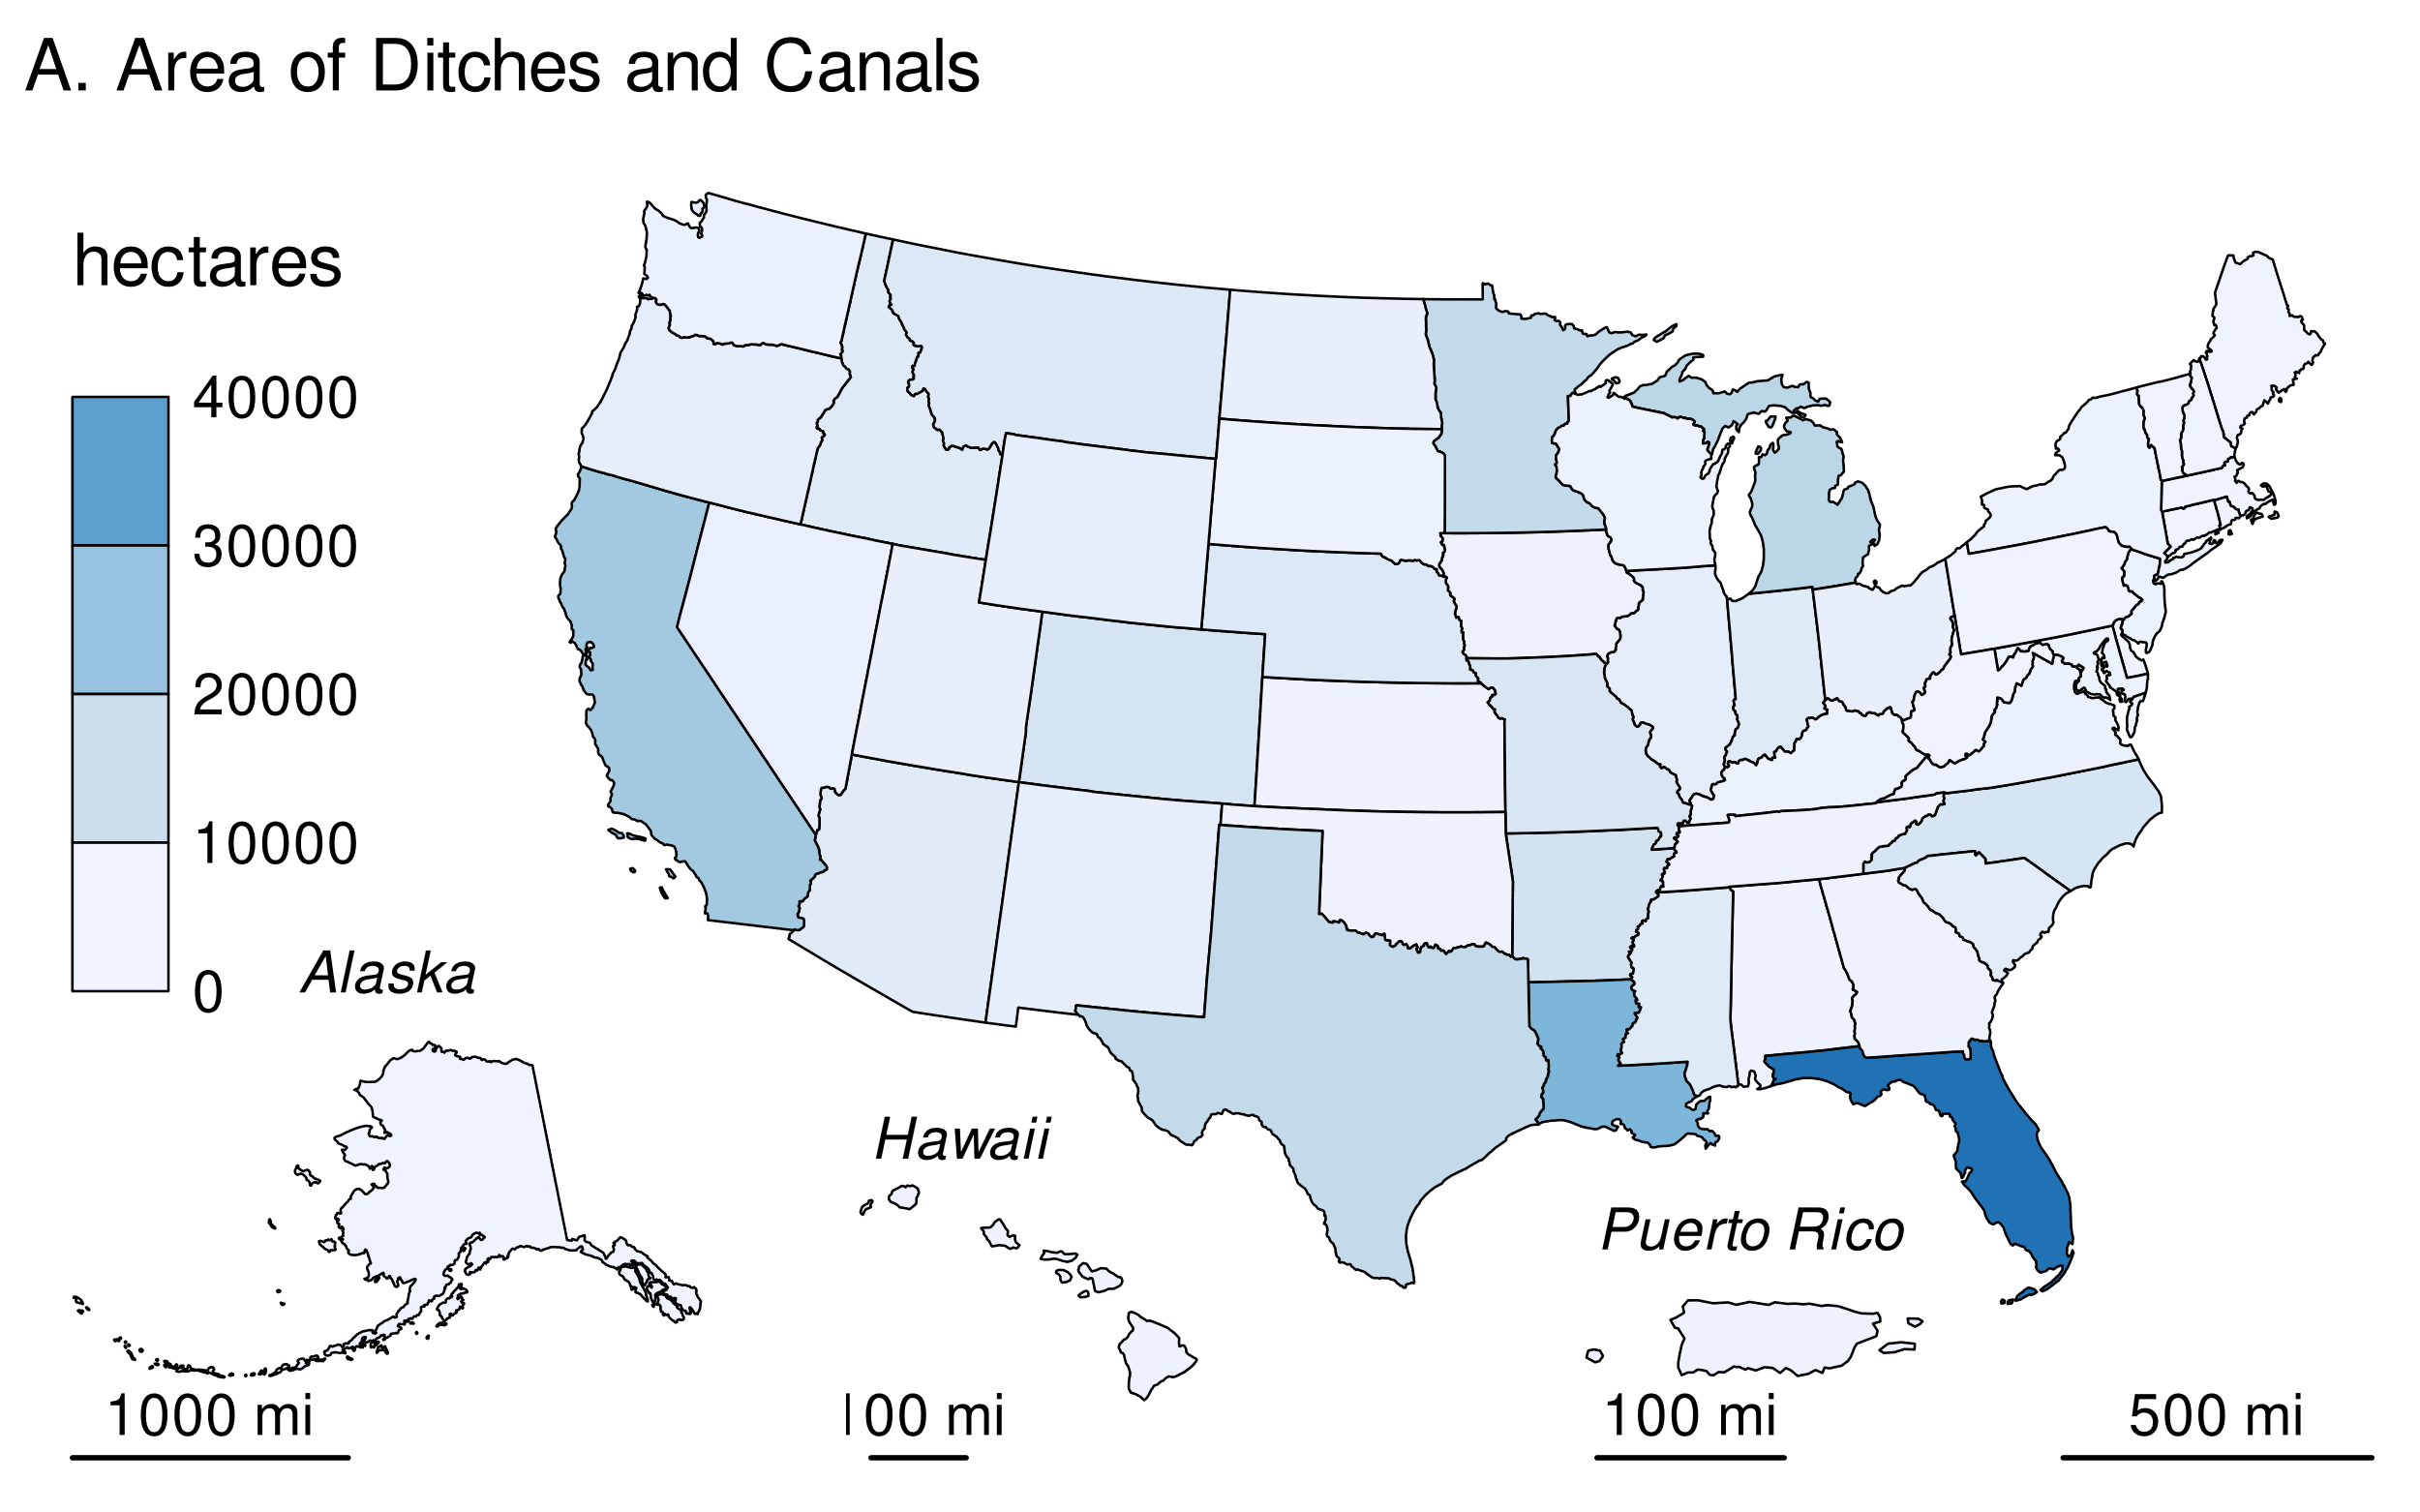 A. Area of Ditches and Canals
hectares
40000
30000
20000
10000
0
Alaska
Hawaii
Puerto Rico
1000 mi
00 mi
100 mi
500 mi